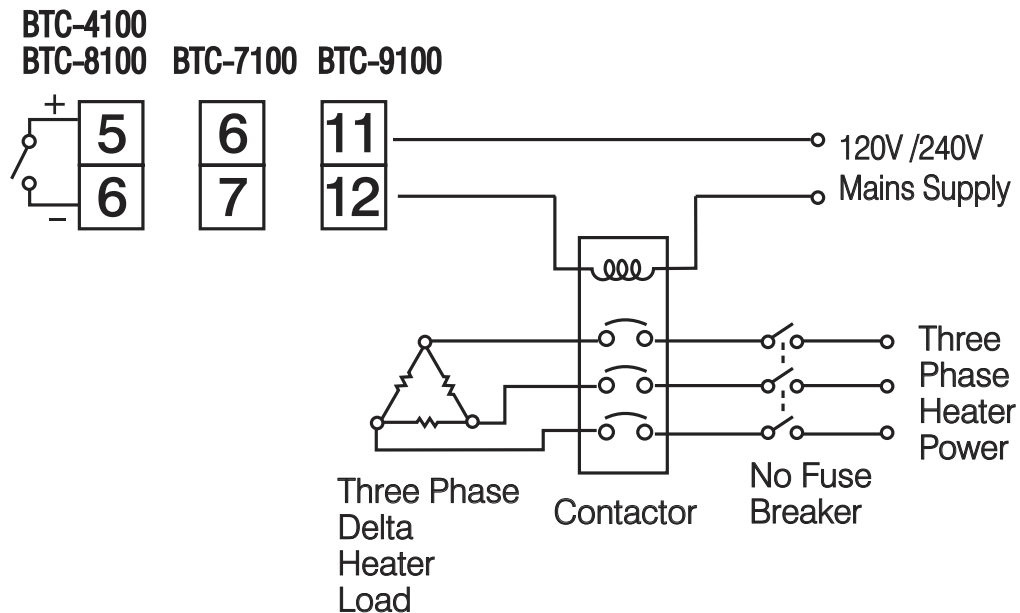 BTC-4100
BTC-8100 BTC-7100 BTC-9100
+ 5 6 11
− 6 7 12
120V /240V
Mains Supply
Three
Phase
Heater
Power
No Fuse
Breaker
Contactor
Three Phase
Delta
Heater
Load